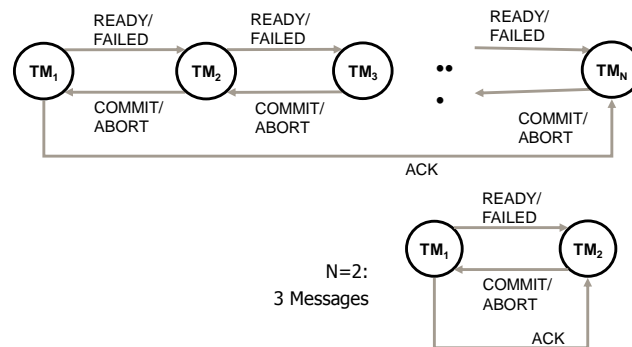 READY/
FAILED
READY/
FAILED
READY/
FAILED
TM1
TM2
TM3
TMN
COMMIT/
ABORT
COMMIT/
ABORT
COMMIT/
ABORT
ACK
READY/
FAILED
TM1
TM2
N=2:
3 Messages
COMMIT/
ABORT
ACK